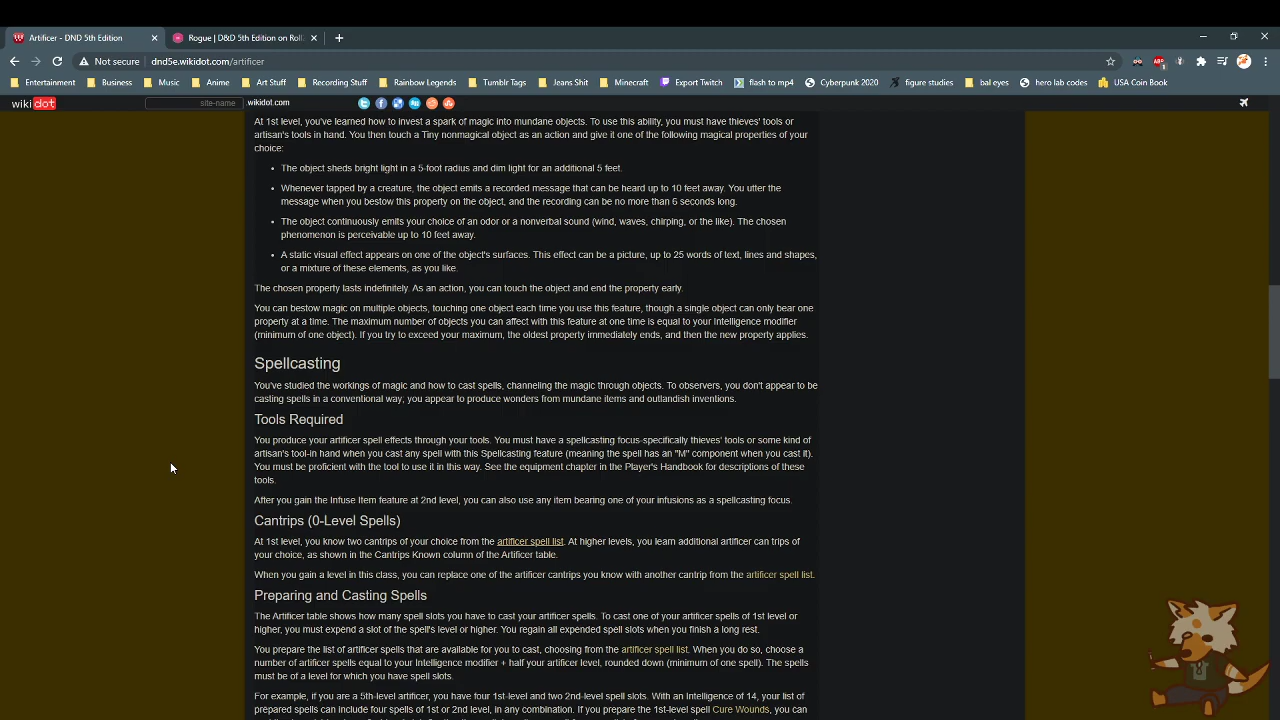 Artificer - DND 5th Edition
Rogue | D&D 5th Edition on Roll
Not secure | dnd5e.wikidot.com/artificer
Entertainment Business Music Anime Art Stuff Recording Stuff Rainbow Legends Tumblr Tags Jeans Shit Minecraft Export Twitch flash to mp4 Cyberpunk 2020 figure studies bal eyes hero lab codes USA Coin Book
wikidot site-name .wikidot.com
At 1st level, you've learned how to invest a spark of magic into mundane objects. To use this ability, you must have thieves' tools or
artisan's tools in hand. You then touch a Tiny nonmagical object as an action and give it one of the following magical properties of your
choice:
• The object sheds bright light in a 5-foot radius and dim light for an additional 5 feet.
• Whenever tapped by a creature, the object emits a recorded message that can be heard up to 10 feet away. You utter the
message when you bestow this property on the object, and the recording can be no more than 6 seconds long.
• The object continuously emits your choice of an odor or a nonverbal sound (wind, waves, chirping, or the like). The chosen
phenomenon is perceivable up to 10 feet away.
• A static visual effect appears on one of the object's surfaces. This effect can be a picture, up to 25 words of text, lines and shapes,
or a mixture of these elements, as you like.
The chosen property lasts indefinitely. As an action, you can touch the object and end the property early.
You can bestow magic on multiple objects, touching one object each time you use this feature, though a single object can only bear one
property at a time. The maximum number of objects you can affect with this feature at one time is equal to your Intelligence modifier
(minimum of one object). If you try to exceed your maximum, the oldest property immediately ends, and then the new property applies.
Spellcasting
You've studied the workings of magic and how to cast spells, channeling the magic through objects. To observers, you don't appear to be
casting spells in a conventional way; you appear to produce wonders from mundane items and outlandish inventions.
Tools Required
You produce your artificer spell effects through your tools. You must have a spellcasting focus-specifically thieves' tools or some kind of
artisan's tool-in hand when you cast any spell with this Spellcasting feature (meaning the spell has an "M" component when you cast it).
You must be proficient with the tool to use it in this way. See the equipment chapter in the Player's Handbook for descriptions of these
tools.
After you gain the Infuse Item feature at 2nd level, you can also use any item bearing one of your infusions as a spellcasting focus.
Cantrips (0-Level Spells)
At 1st level, you know two cantrips of your choice from the artificer spell list. At higher levels, you learn additional artificer can trips of
your choice, as shown in the Cantrips Known column of the Artificer table.
When you gain a level in this class, you can replace one of the artificer cantrips you know with another cantrip from the artificer spell list.
Preparing and Casting Spells
The Artificer table shows how many spell slots you have to cast your artificer spells. To cast one of your artificer spells of 1st level or
higher, you must expend a slot of the spell's level or higher. You regain all expended spell slots when you finish a long rest.
You prepare the list of artificer spells that are available for you to cast, choosing from the artificer spell list. When you do so, choose a
number of artificer spells equal to your Intelligence modifier + half your artificer level, rounded down (minimum of one spell). The spells
must be of a level for which you have spell slots.
For example, if you are a 5th-level artificer, you have four 1st-level and two 2nd-level spell slots. With an Intelligence of 14, your list of
prepared spells can include four spells of 1st or 2nd level, in any combination. If you prepare the 1st-level spell Cure Wounds, you can